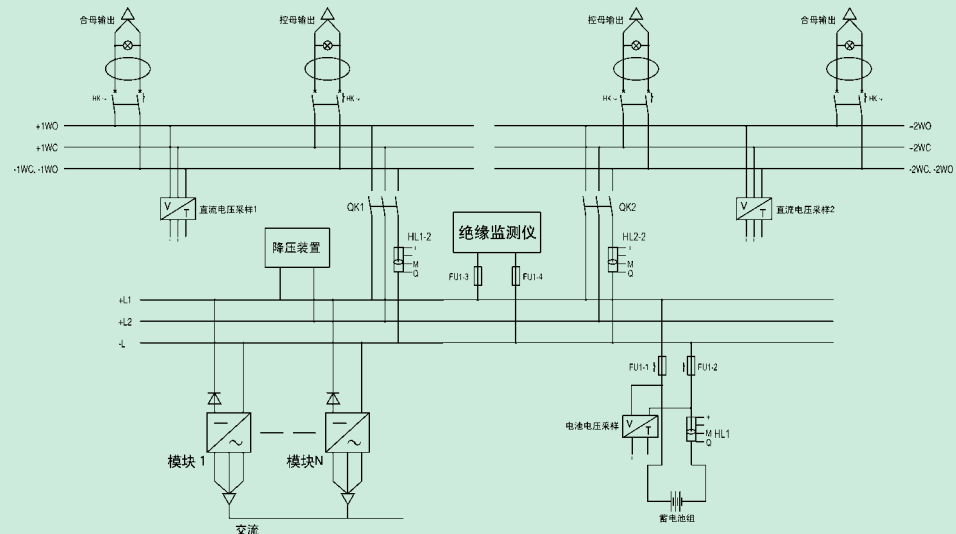 合母输出 控母输出 控母输出 合母输出
HK~ HK~ HK~ HK~
+1WO ~2WO
+1WC ~2WC
-1WC. -1WO -2WC. -2WO
V T 直流电压采样1 QK1 QK2 V T 直流电压采样2
降压装置 HL1-2 + M Q 绝缘监测仪 HL2-2 + M Q
FU1-3 FU1-4
+L1
+L2
-L
FU1-1 FU1-2
电池电压采样 V T + M Q HL1
模块 1 模块N
蓄电池组
交流